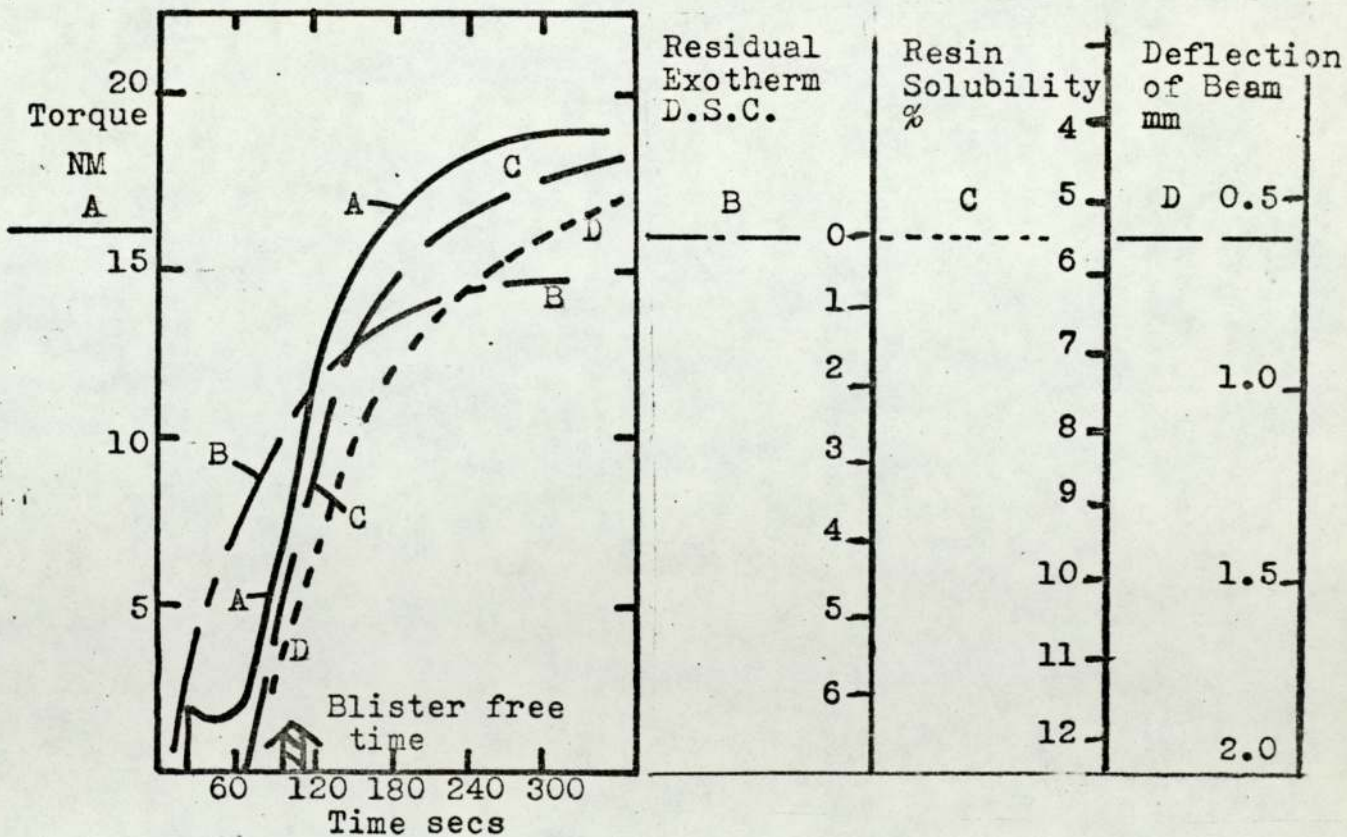 20
Torque
NM
A
15
10
5
A
C
D
B
B
C
A
D
Blister free
time
60 120 180 240 300
Time secs
Residual
Exotherm
D.S.C.
B
0
1
2
3
4
5
6
Resin
Solubility
%
C
4
5
6
7
8
9
10
11
12
Deflection
of Beam
mm
D
0.5
1.0
1.5
2.0